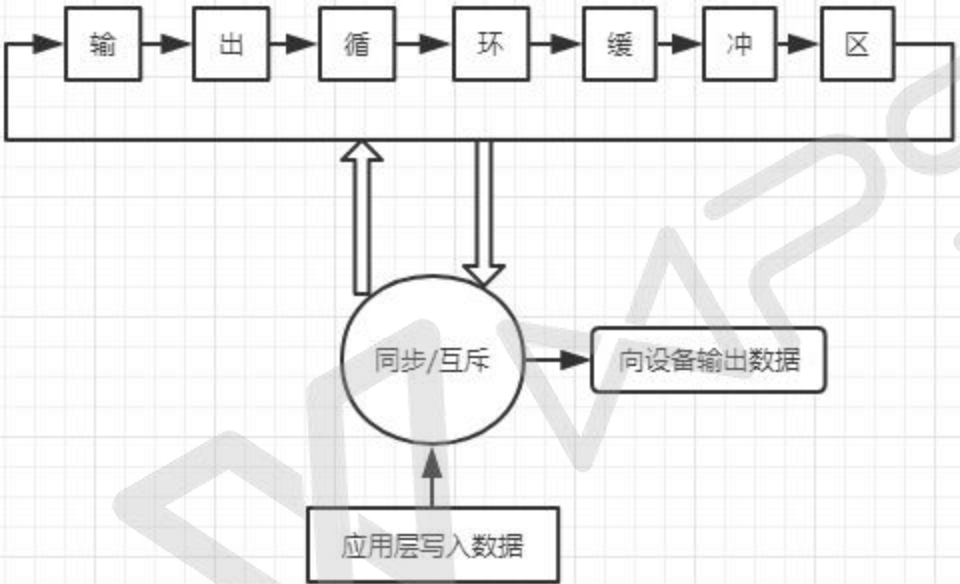 输 出 循 环 缓 冲 区
同步/互斥
向设备输出数据
应用层写入数据